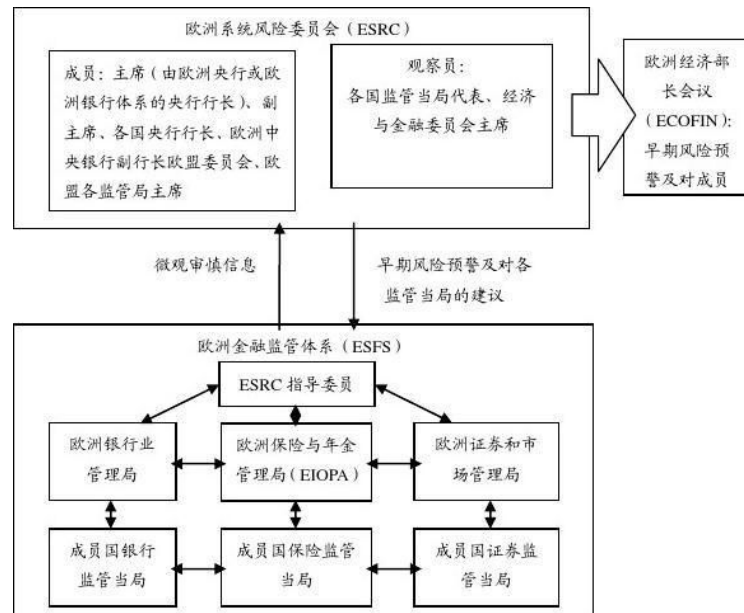 欧洲系统风险委员会（ESRC）
成员：主席（由欧洲央行或欧
洲银行体系的央行行长）、副
主席、各国央行行长、欧洲中
央银行副行长欧盟委员会、欧
盟各监管局主席
观察员：
各国监管当局代表、经济
与金融委员会主席
欧洲经济部
长会议
（ECOFIN）：
早期风险预
警及对成员
微观审慎信息
早期风险预警及对各
监管当局的建议
欧洲金融监管体系（ESFS）
ESRC 指导委员
欧洲银行业
管理局
欧洲保险与年金
管理局（EIOPA）
欧洲证券和市
场管理局
成员国银行
监管当局
成员国保险监管
当局
成员国证券监
管当局